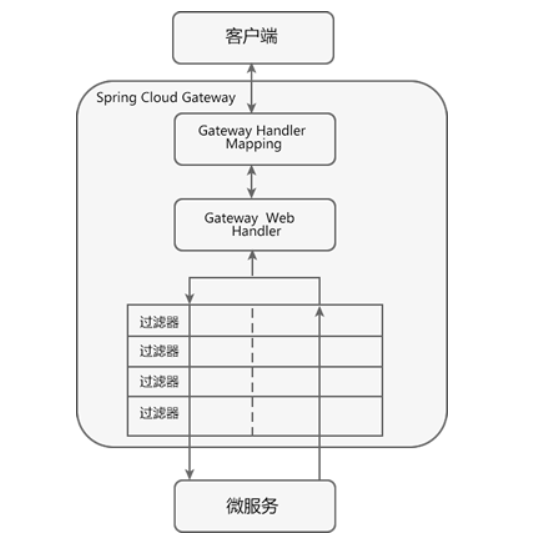 客户端
Spring Cloud Gateway
Gateway Handler
Mapping
Gateway Web
Handler
过滤器
过滤器
过滤器
过滤器
微服务